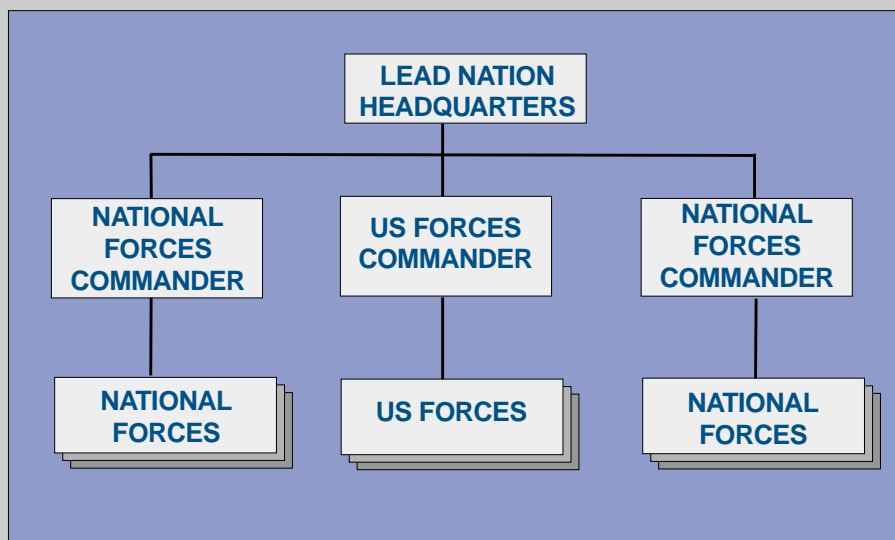 LEAD NATION
HEADQUARTERS
NATIONAL
FORCES
COMMANDER
US FORCES
COMMANDER
NATIONAL
FORCES
COMMANDER
NATIONAL
FORCES
US FORCES
NATIONAL
FORCES